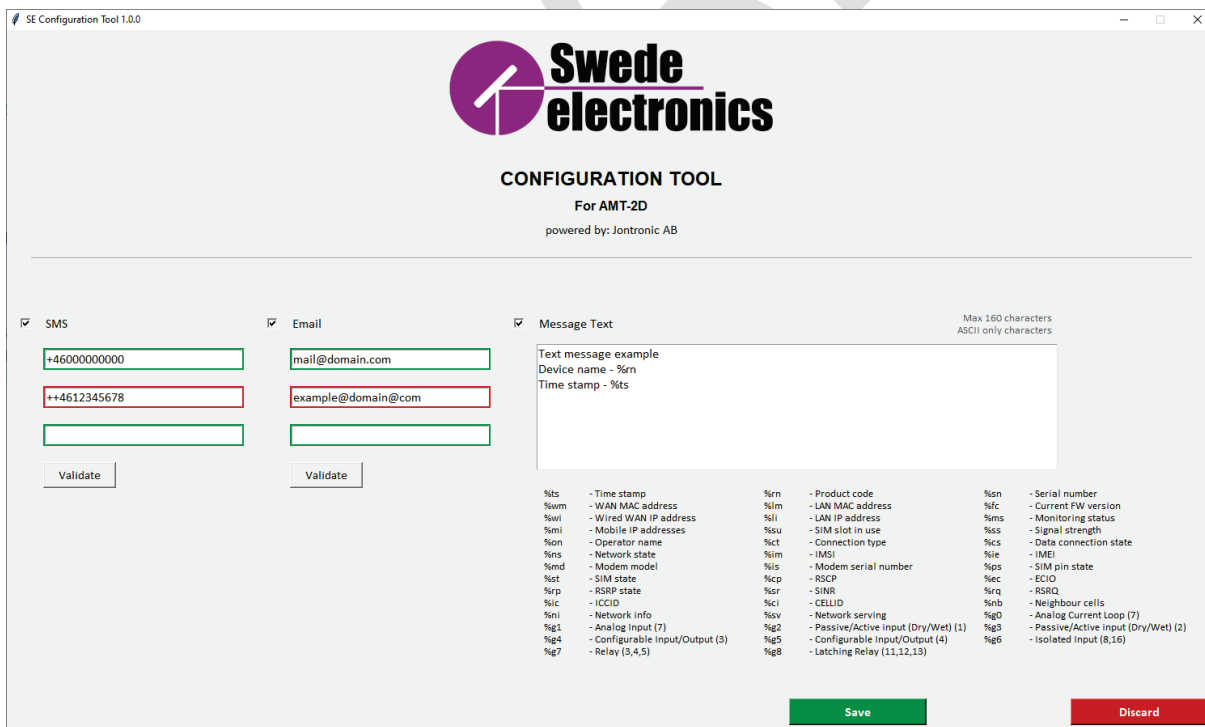 SE Configuration Tool 1.0.0
Swede
electronics
CONFIGURATION TOOL
For AMT-2D
powered by: Jontronic AB
SMS
Email
Message Text
Max 160 characters
ASCII only characters
+46000000000
mail@domain.com
Text message example
Device name - %rn
Time stamp - %ts
++4612345678
example@domain@com
Validate
Validate
%ts - Time stamp %rn - Product code %sn - Serial number
%wm - WAN MAC address %lm - LAN MAC address %fc - Current FW version
%wi - Wired WAN IP address %li - LAN IP address %ms - Monitoring status
%mi - Mobile IP addresses %su - SIM slot in use %ss - Signal strength
%on - Operator name %ct - Connection type %cs - Data connection state
%ns - Network state %im - IMSI %ie - IMEI
%md - Modem model %is - Modem serial number %ps - SIM pin state
%st - SIM state %cp - RSCP %ec - ECIO
%rp - RSRP state %sr - SINR %rq - RSRQ
%ic - ICCID %ci - CELLID %nb - Neighbour cells
%ni - Network info %sv - Network serving %g0 - Analog Current Loop (7)
%g1 - Analog Input (7) %g2 - Passive/Active input (Dry/Wet) (1) %g3 - Passive/Active input (Dry/Wet) (2)
%g4 - Configurable Input/Output (3) %g5 - Configurable Input/Output (4) %g6 - Isolated Input (8,16)
%g7 - Relay (3,4,5) %g8 - Latching Relay (11,12,13)
Save
Discard